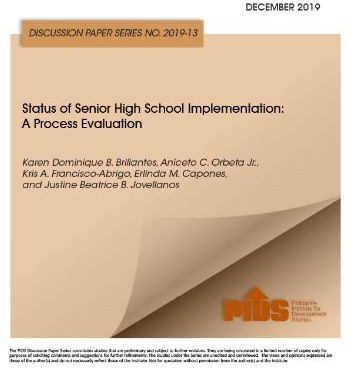 DECEMBER 2019
DISCUSSION PAPER SERIES NO. 2019-13
Status of Senior High School Implementation:
A Process Evaluation
Karen Dominique B. Brillantes, Aniceto C. Orbeta Jr.,
Kris A. Francisco-Abrigo, Erlinda M. Capones,
and Justine Beatrice B. Jovellanos
PIDS
Philippine
Institute for
Development
Studies
The PIDS Discussion Paper Series constitutes studies that are preliminary and subject to further revisions. They are being circulated in a limited number of copies only for
purposes of soliciting comments and suggestions for further refinements. The studies under the Series are unedited and unreviewed. The views and opinions expressed are
those of the author(s) and do not necessarily reflect those of the Institute. Not for quotation without permission from the author(s) and the Institute.